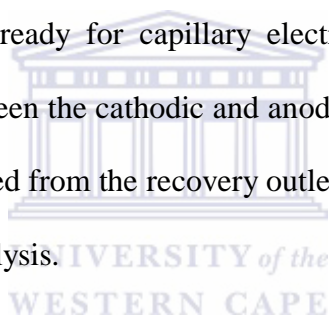 ready for capillary elect
een the cathodic and anod
ed from the recovery outle
lysis.
UNIVERSITY of the
WESTERN CAPE